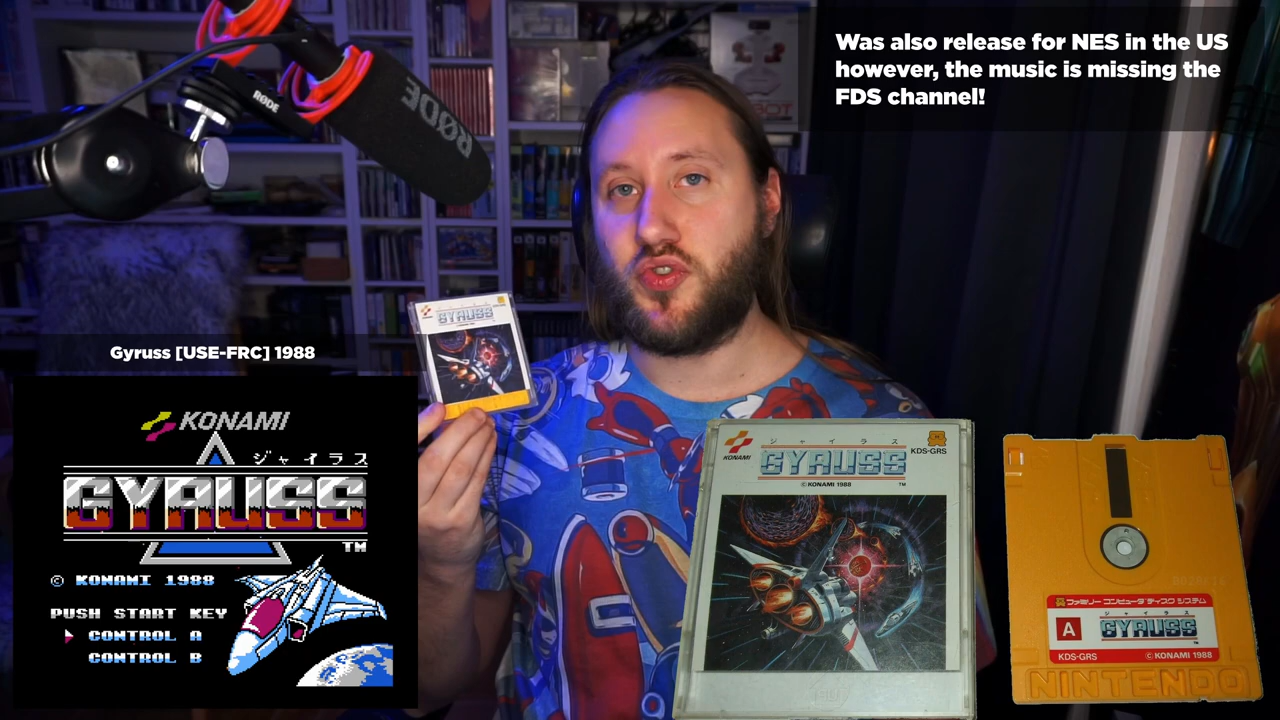 Was also release for NES in the US
however, the music is missing the
FDS channel!
RØDE
RØDE
Gyruss [USE-FRC] 1988
KONAMI
ジャイラス
GYRUSS
TM
© KONAMI 1988
PUSH START KEY
CONTROL A
CONTROL B
GYRUSS
KONAMI
ジャイラス
KDS-GRS
GYRUSS
©KONAMI 1988
TM
ファミリー コンピュータ ディスク システム
A
ジャイラス
GYRUSS
KDS-GRS
©KONAMI 1988
NINTENDO